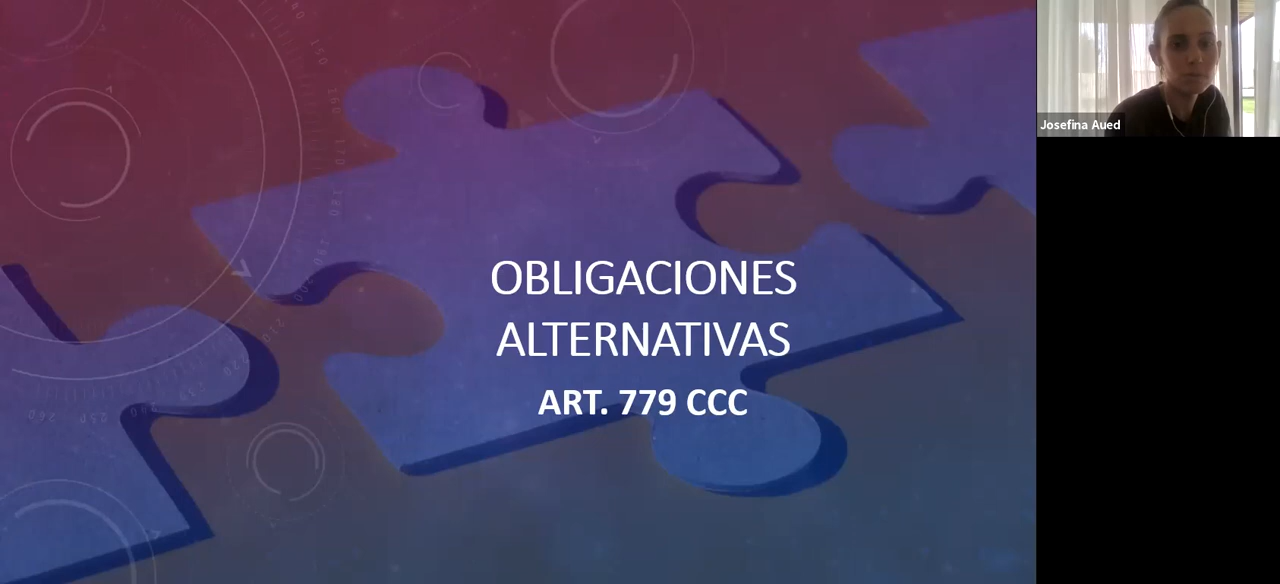 OBLIGACIONES
ALTERNATIVAS
ART. 779 CCC
Josefina Aued